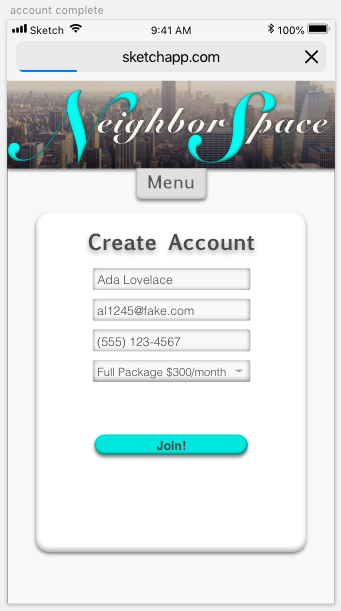 account complete
Sketch 9:41 AM 100%
sketchapp.com
NeighborSpace
Menu
Create Account
Ada Lovelace
al1245@fake.com
(555) 123-4567
Full Package $300/month
Join!